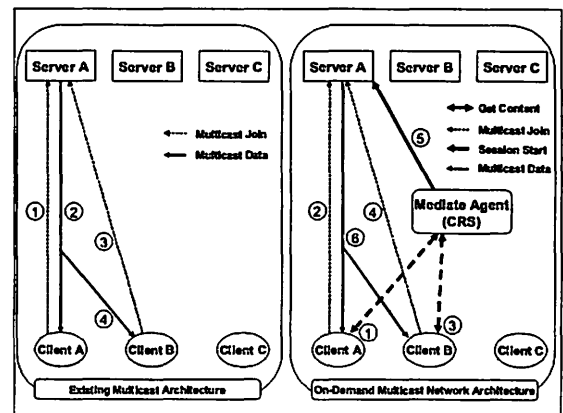 Server A Server B Server C
Multicast Join
Multicast Data
① ② ③
④
Client A Client B Client C
Existing Multicast Architecture
Server A Server B Server C
Get Content
Multicast Join
Session Start
Multicast Data
⑤
Mediate Agent
(CRS)
② ④
⑥
① ③
Client A Client B Client C
On-Demand Multicast Network Architecture